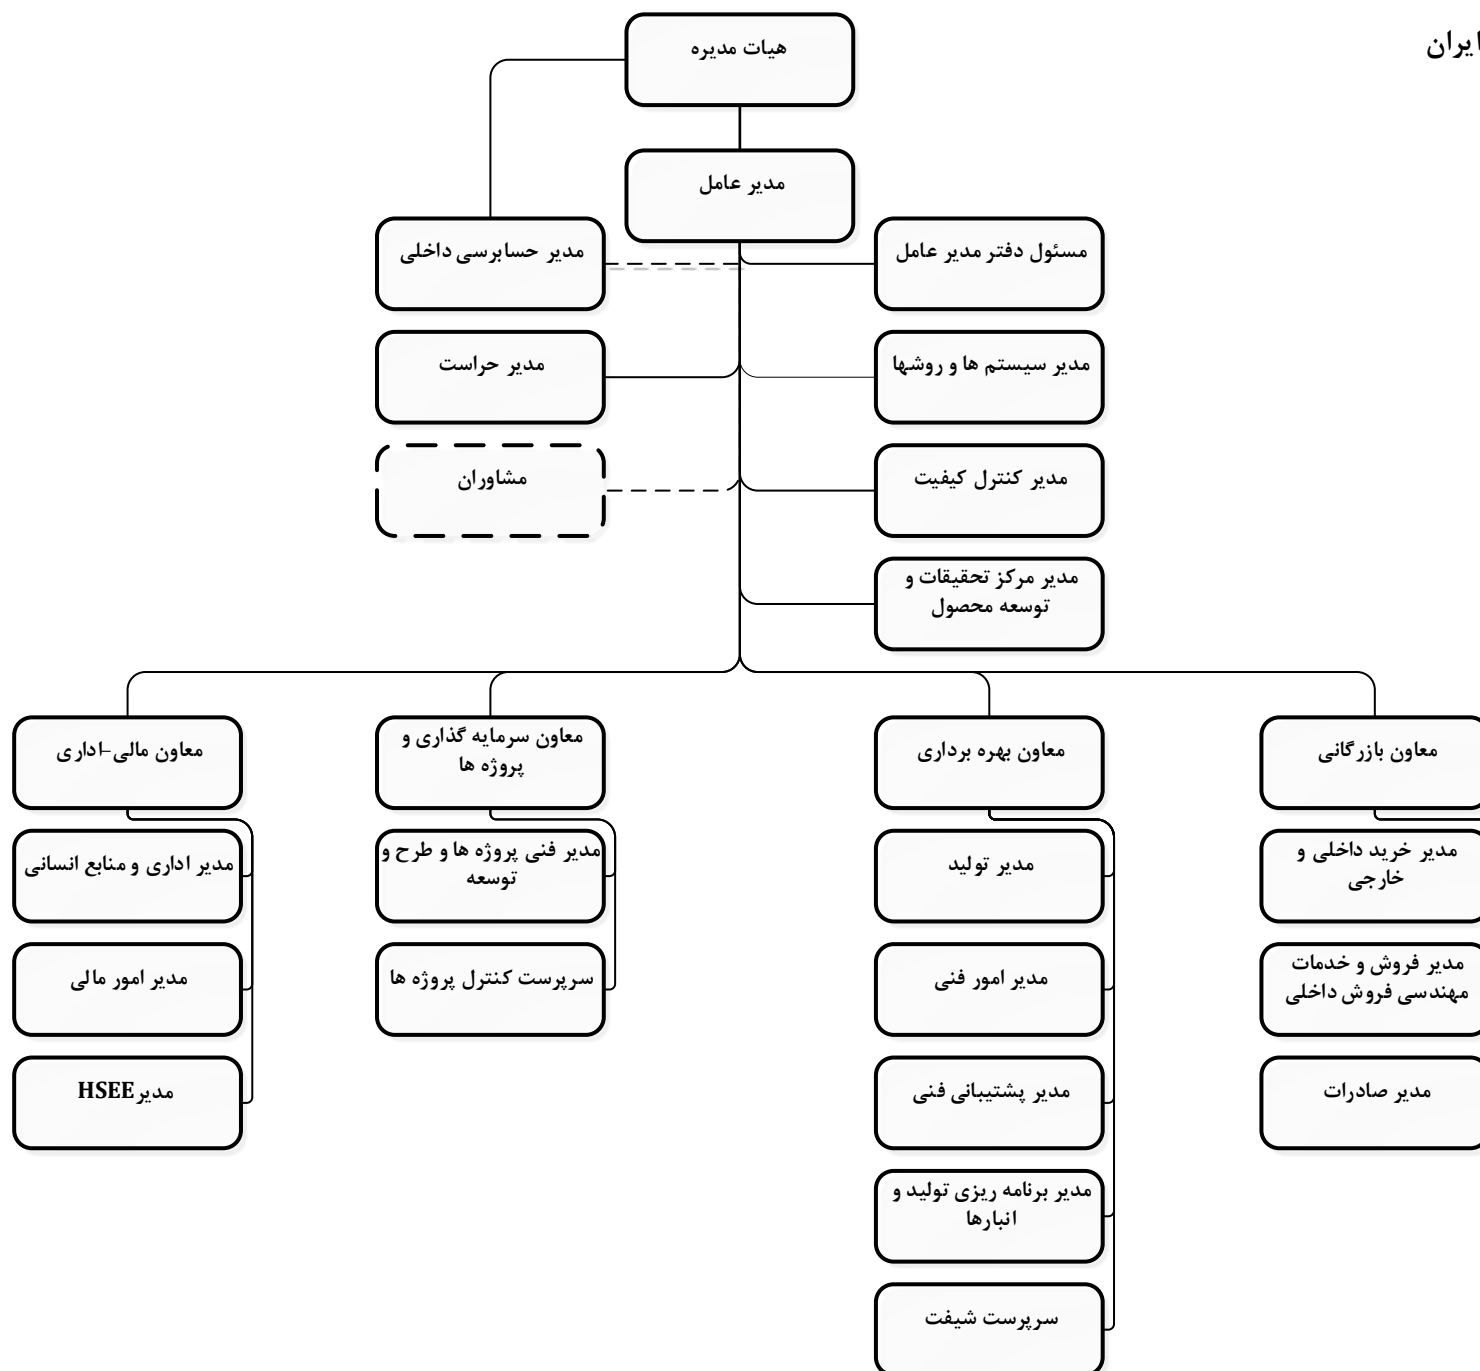 ایران
هیات مدیره
مدیر عامل
مسئول دفتر مدیر عامل
مدیر حسابرسی داخلی
مدیر سیستم ها و روشها
مدیر حراست
مدیر کنترل کیفیت
مشاوران
مدیر مرکز تحقیقات و
توسعه محصول
معاون بازرگانی
معاون بهره برداری
معاون سرمایه گذاری و
پروژه ها
معاون مالی-اداری
مدیر خرید داخلی و
خارجی
مدیر تولید
مدیر فنی پروژه ها و طرح و
توسعه
مدیر اداری و منابع انسانی
مدیر فروش و خدمات
مهندسی فروش داخلی
مدیر امور فنی
سرپرست کنترل پروژه ها
مدیر امور مالی
مدیر صادرات
مدیر پشتیبانی فنی
مدیر HSEE
مدیر برنامه ریزی تولید و
انبارها
سرپرست شیفت